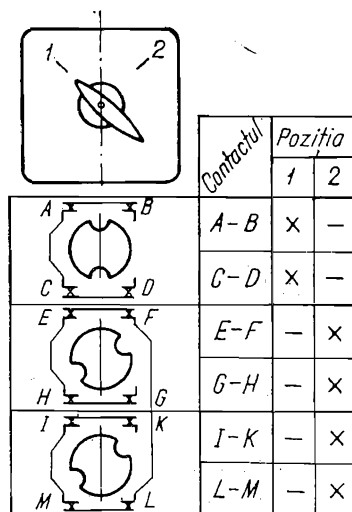 1 2
Contactul Poziția
1 2
A B
A-B × —
C D
C-D × —
E F
E-F — ×
H G
G-H — ×
I K
I-K — ×
M L
L-M — ×